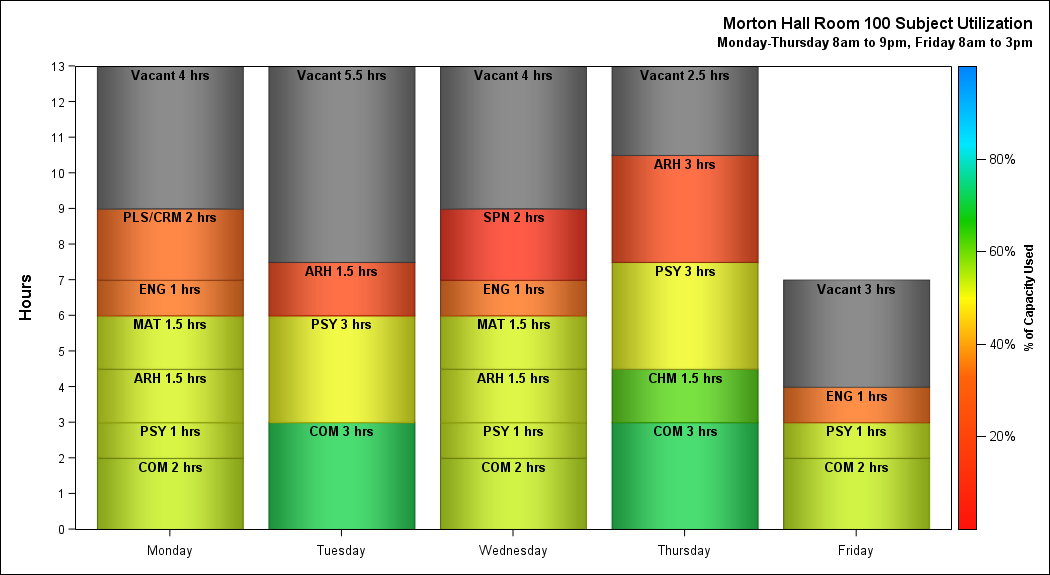 Morton Hall Room 100 Subject Utilization
Monday-Thursday 8am to 9pm, Friday 8am to 3pm
Hours
13
12
11
10
9
8
7
6
5
4
3
2
1
0
Vacant 4 hrs
PLS/CRM 2 hrs
ENG 1 hrs
MAT 1.5 hrs
ARH 1.5 hrs
PSY 1 hrs
COM 2 hrs
Monday
Vacant 5.5 hrs
ARH 1.5 hrs
PSY 3 hrs
COM 3 hrs
Tuesday
Vacant 4 hrs
SPN 2 hrs
ENG 1 hrs
MAT 1.5 hrs
ARH 1.5 hrs
PSY 1 hrs
COM 2 hrs
Wednesday
Vacant 2.5 hrs
ARH 3 hrs
PSY 3 hrs
CHM 1.5 hrs
COM 3 hrs
Thursday
Vacant 3 hrs
ENG 1 hrs
PSY 1 hrs
COM 2 hrs
Friday
80%
60%
40%
20%
% of Capacity Used